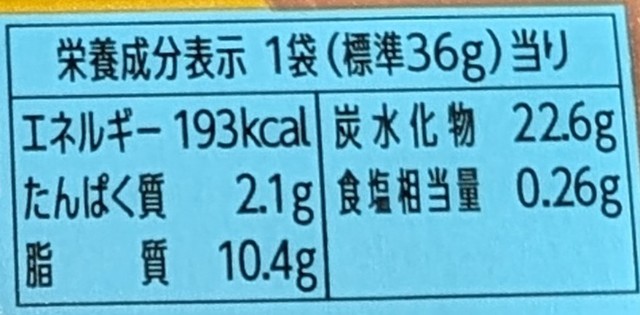 栄養成分表示 1袋(標準36g)当り
エネルギー 193kcal
たんぱく質 2.1g
脂質 10.4g
炭水化物 22.6g
食塩相当量 0.26g